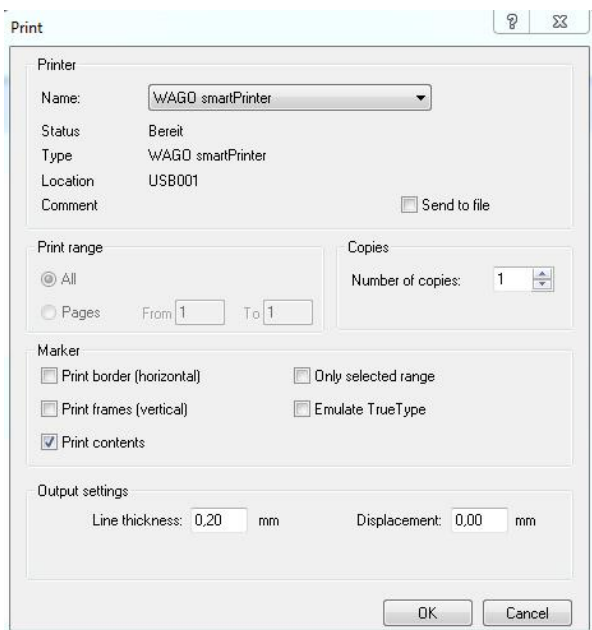 Print
Printer
Name: WAGO smartPrinter
Status Bereit
Type WAGO smartPrinter
Location USB001
Comment Send to file
Print range
All
Pages From 1 To 1
Copies
Number of copies: 1
Marker
Print border (horizontal) Only selected range
Print frames (vertical) Emulate TrueType
Print contents
Output settings
Line thickness: 0,20 mm Displacement: 0,00 mm
OK Cancel